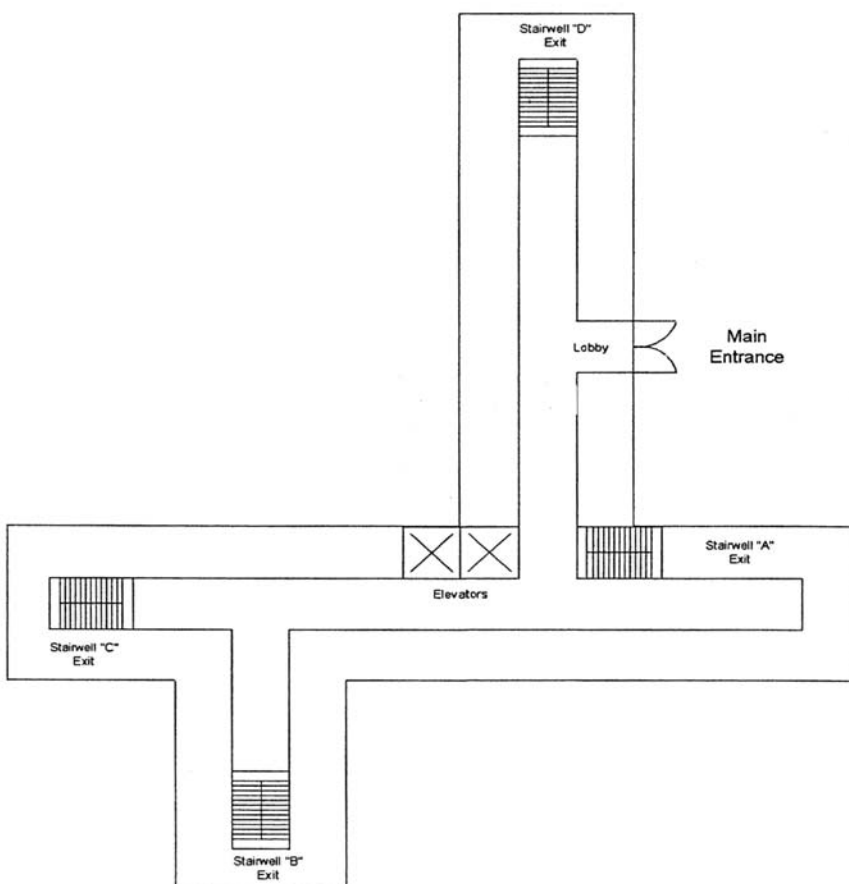 Stairwell "D"
Exit
Lobby
Main
Entrance
Stairwell "A"
Exit
Elevators
Stairwell "C"
Exit
Stairwell "B"
Exit